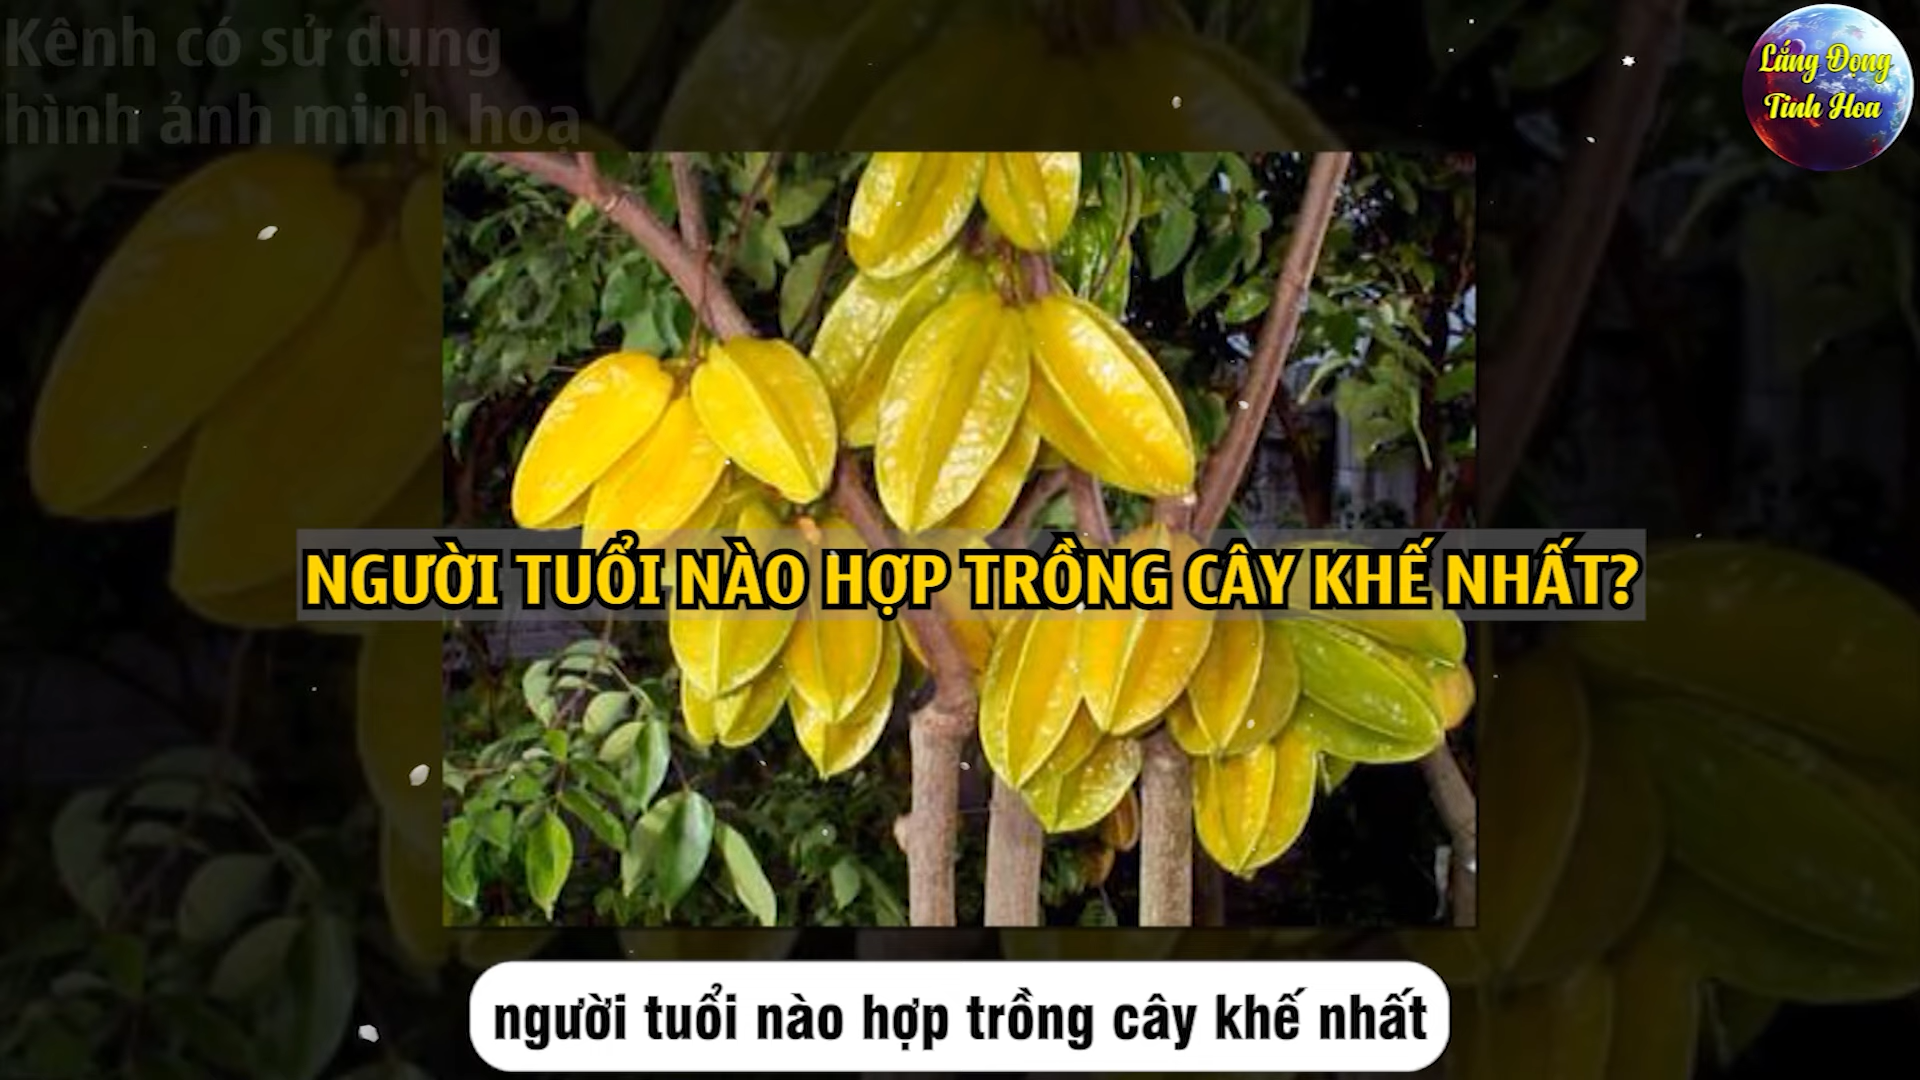 Kênh có sử dụng
hình ảnh minh hoạ
Lắng Đọng
Tinh Hoa
NGƯỜI TUỔI NÀO HỢP TRỒNG CÂY KHẾ NHẤT?
người tuổi nào hợp trồng cây khế nhất